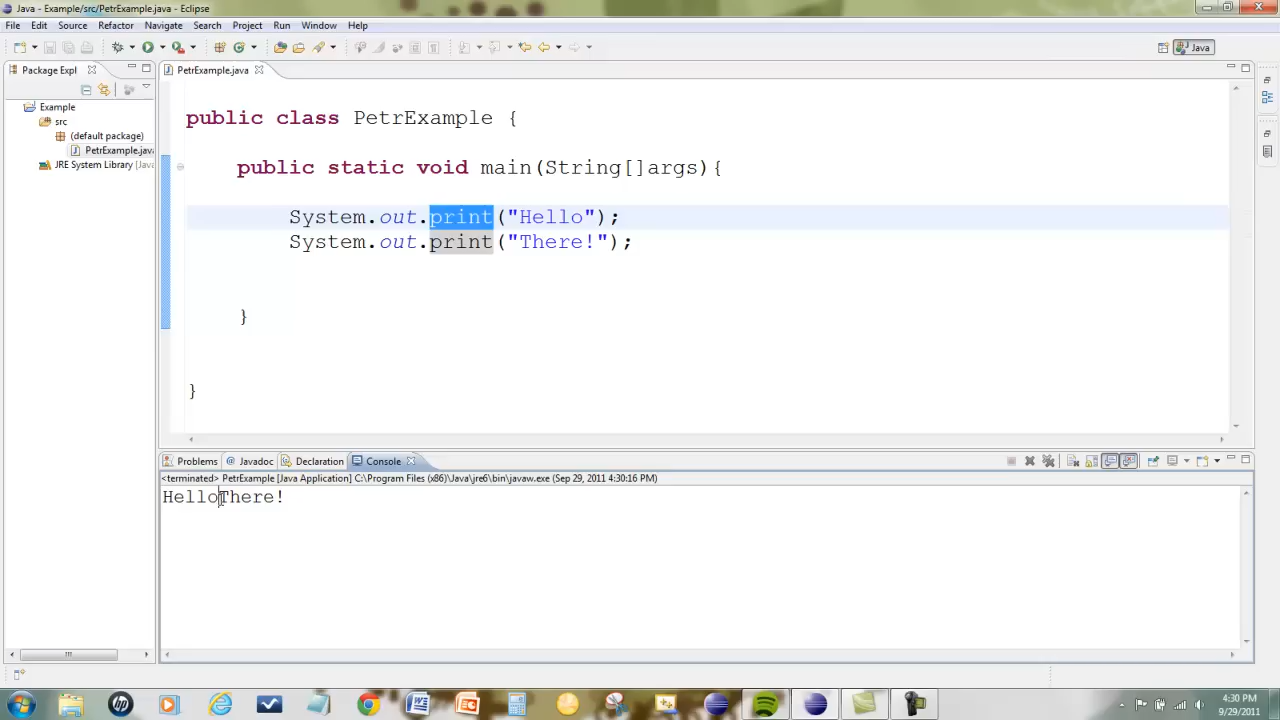 Java - Example/src/PetrExample.java - Eclipse
File Edit Source Refactor Navigate Search Project Run Window Help
Java
Package Expl
PetrExample.java
Example
src
(default package)
PetrExample.java
JRE System Library [Java
public class PetrExample {
public static void main(String[]args){
System.out.print("Hello");
System.out.print("There!");
}
}
Problems @ Javadoc Declaration Console
<terminated> PetrExample [Java Application] C:\Program Files (x86)\Java\jre6\bin\javaw.exe (Sep 29, 2011 4:30:16 PM)
HelloThere!
4:30 PM
9/29/2011